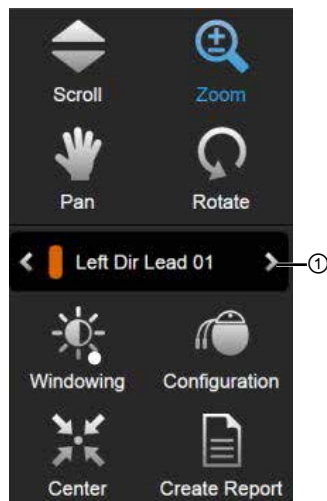 Scroll Zoom
Pan Rotate
Left Dir Lead 01
①
Windowing Configuration
Center Create Report